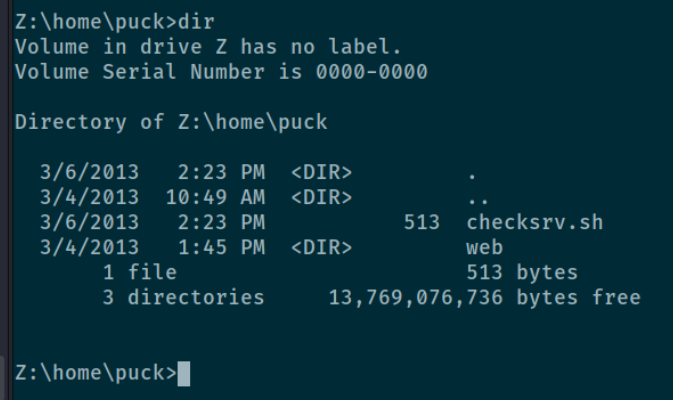 Z:\home\puck>dir
Volume in drive Z has no label.
Volume Serial Number is 0000-0000
Directory of Z:\home\puck
3/6/2013   2:23 PM  <DIR>         .
3/4/2013  10:49 AM  <DIR>         ..
3/6/2013   2:23 PM           513  checksrv.sh
3/4/2013   1:45 PM  <DIR>         web
1 file                       513 bytes
3 directories     13,769,076,736 bytes free
Z:\home\puck>